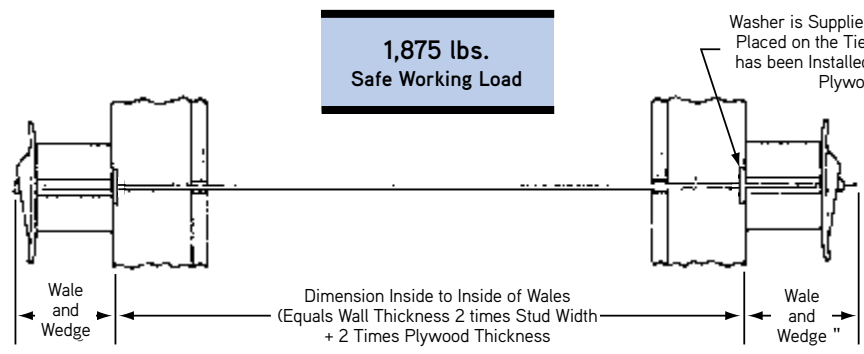 1,875 lbs.
Safe Working Load
Washer is Supplie
Placed on the Tie
has been Installed
Plywo
Wale
and
Wedge
Dimension Inside to Inside of Wales
(Equals Wall Thickness 2 times Stud Width
+ 2 Times Plywood Thickness
Wale
and
Wedge "